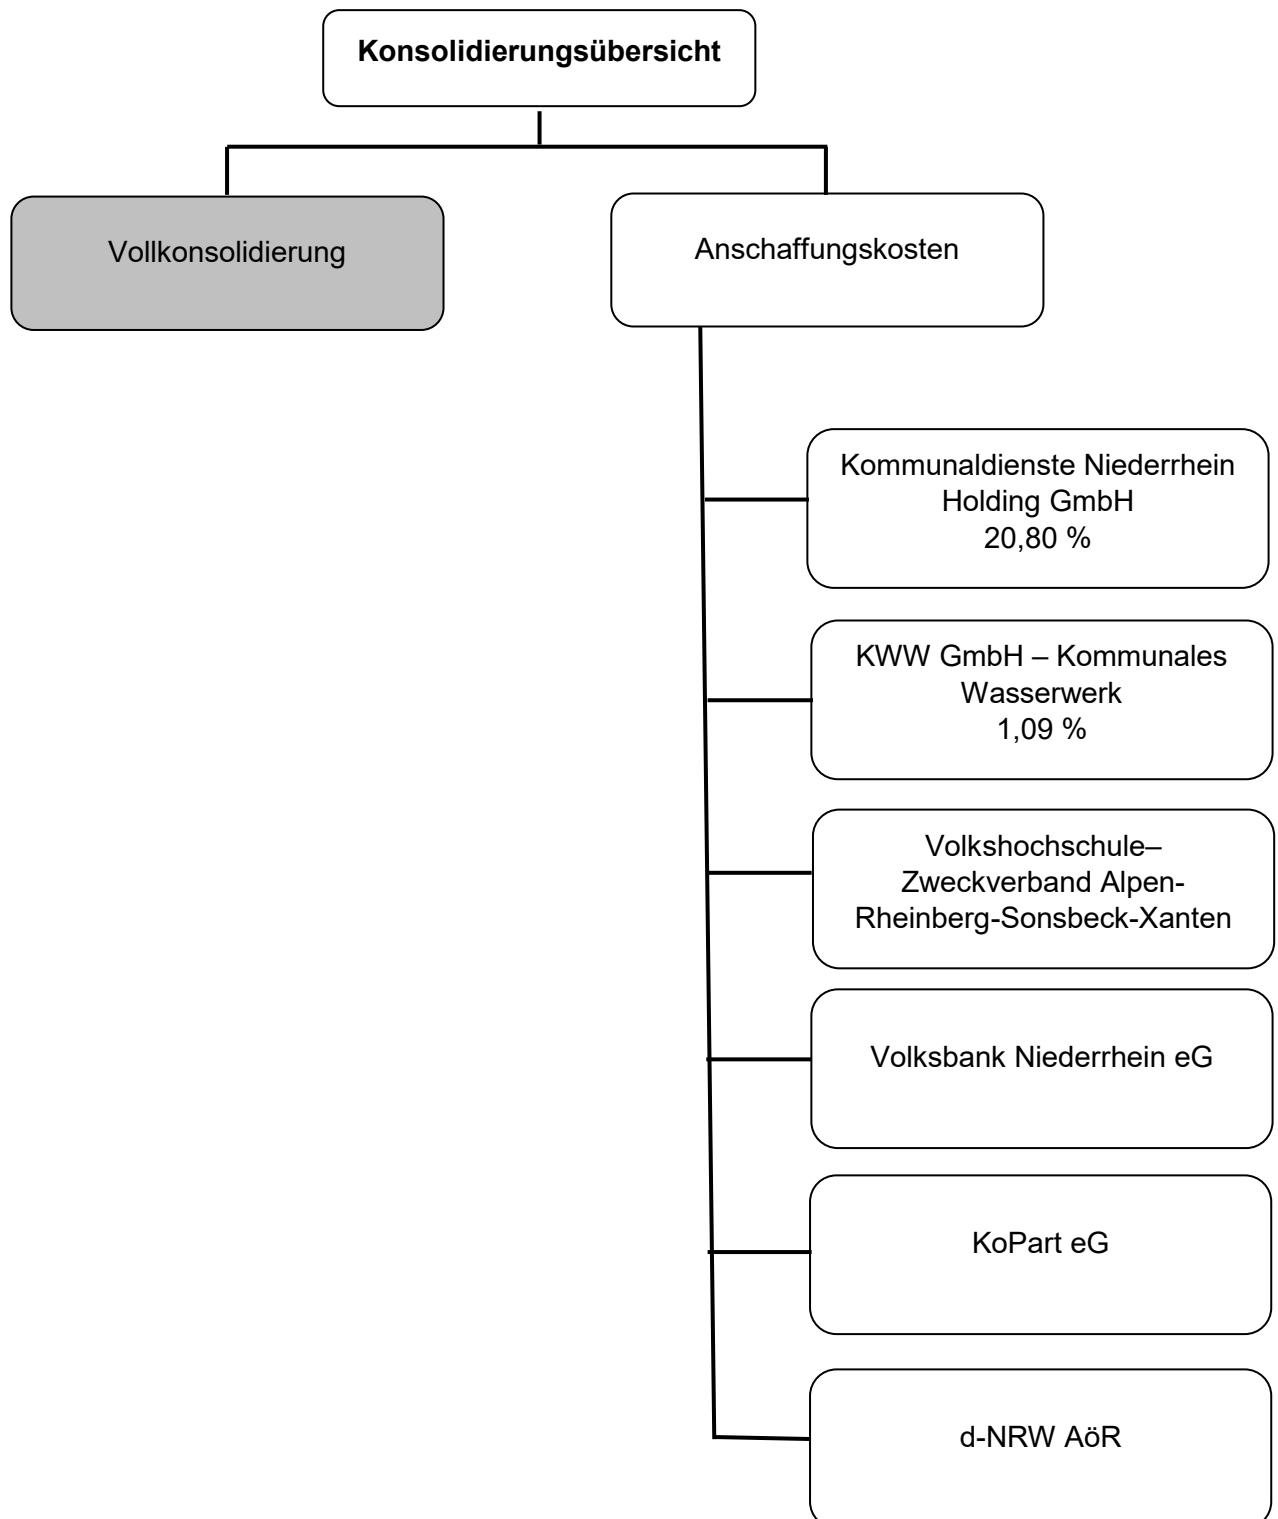 Konsolidierungsübersicht
Vollkonsolidierung
Anschaffungskosten
Kommunaldienste Niederrhein
Holding GmbH
20,80 %
KWW GmbH – Kommunales
Wasserwerk
1,09 %
Volkshochschule–
Zweckverband Alpen-
Rheinberg-Sonsbeck-Xanten
Volksbank Niederrhein eG
KoPart eG
d-NRW AöR